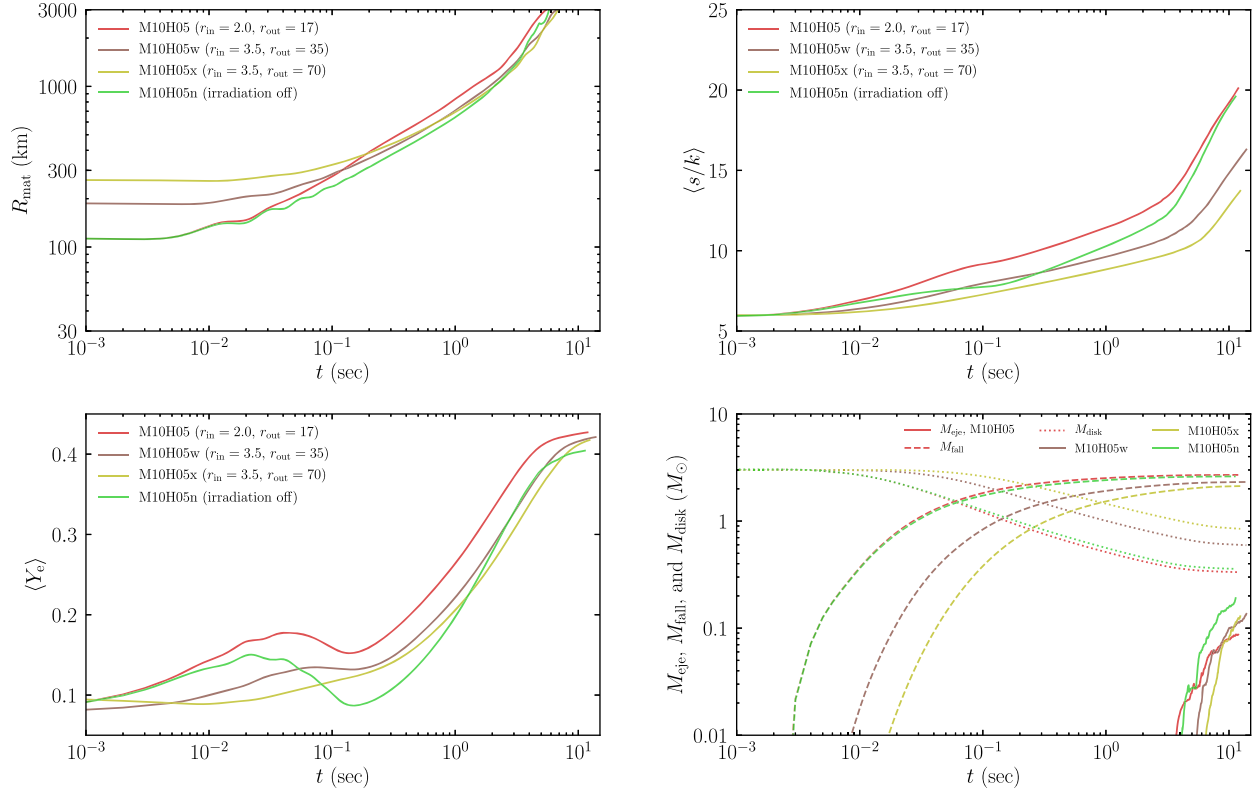 3000
1000
300
100
30
R_mat (km)
M10H05 (r_in = 2.0, r_out = 17)
M10H05w (r_in = 3.5, r_out = 35)
M10H05x (r_in = 3.5, r_out = 70)
M10H05n (irradiation off)
10^−3 10^−2 10^−1 10^0 10^1
t (sec)
25
20
15
10
5
⟨s/k⟩
M10H05 (r_in = 2.0, r_out = 17)
M10H05w (r_in = 3.5, r_out = 35)
M10H05x (r_in = 3.5, r_out = 70)
M10H05n (irradiation off)
10^−3 10^−2 10^−1 10^0 10^1
t (sec)
0.4
0.3
0.2
0.1
⟨Y_e⟩
M10H05 (r_in = 2.0, r_out = 17)
M10H05w (r_in = 3.5, r_out = 35)
M10H05x (r_in = 3.5, r_out = 70)
M10H05n (irradiation off)
10^−3 10^−2 10^−1 10^0 10^1
t (sec)
10
1
0.1
0.01
M_eje, M_fall, and M_disk (M_⊙)
M_eje, M10H05 M_disk M10H05x
M_fall M10H05w M10H05n
10^−3 10^−2 10^−1 10^0 10^1
t (sec)